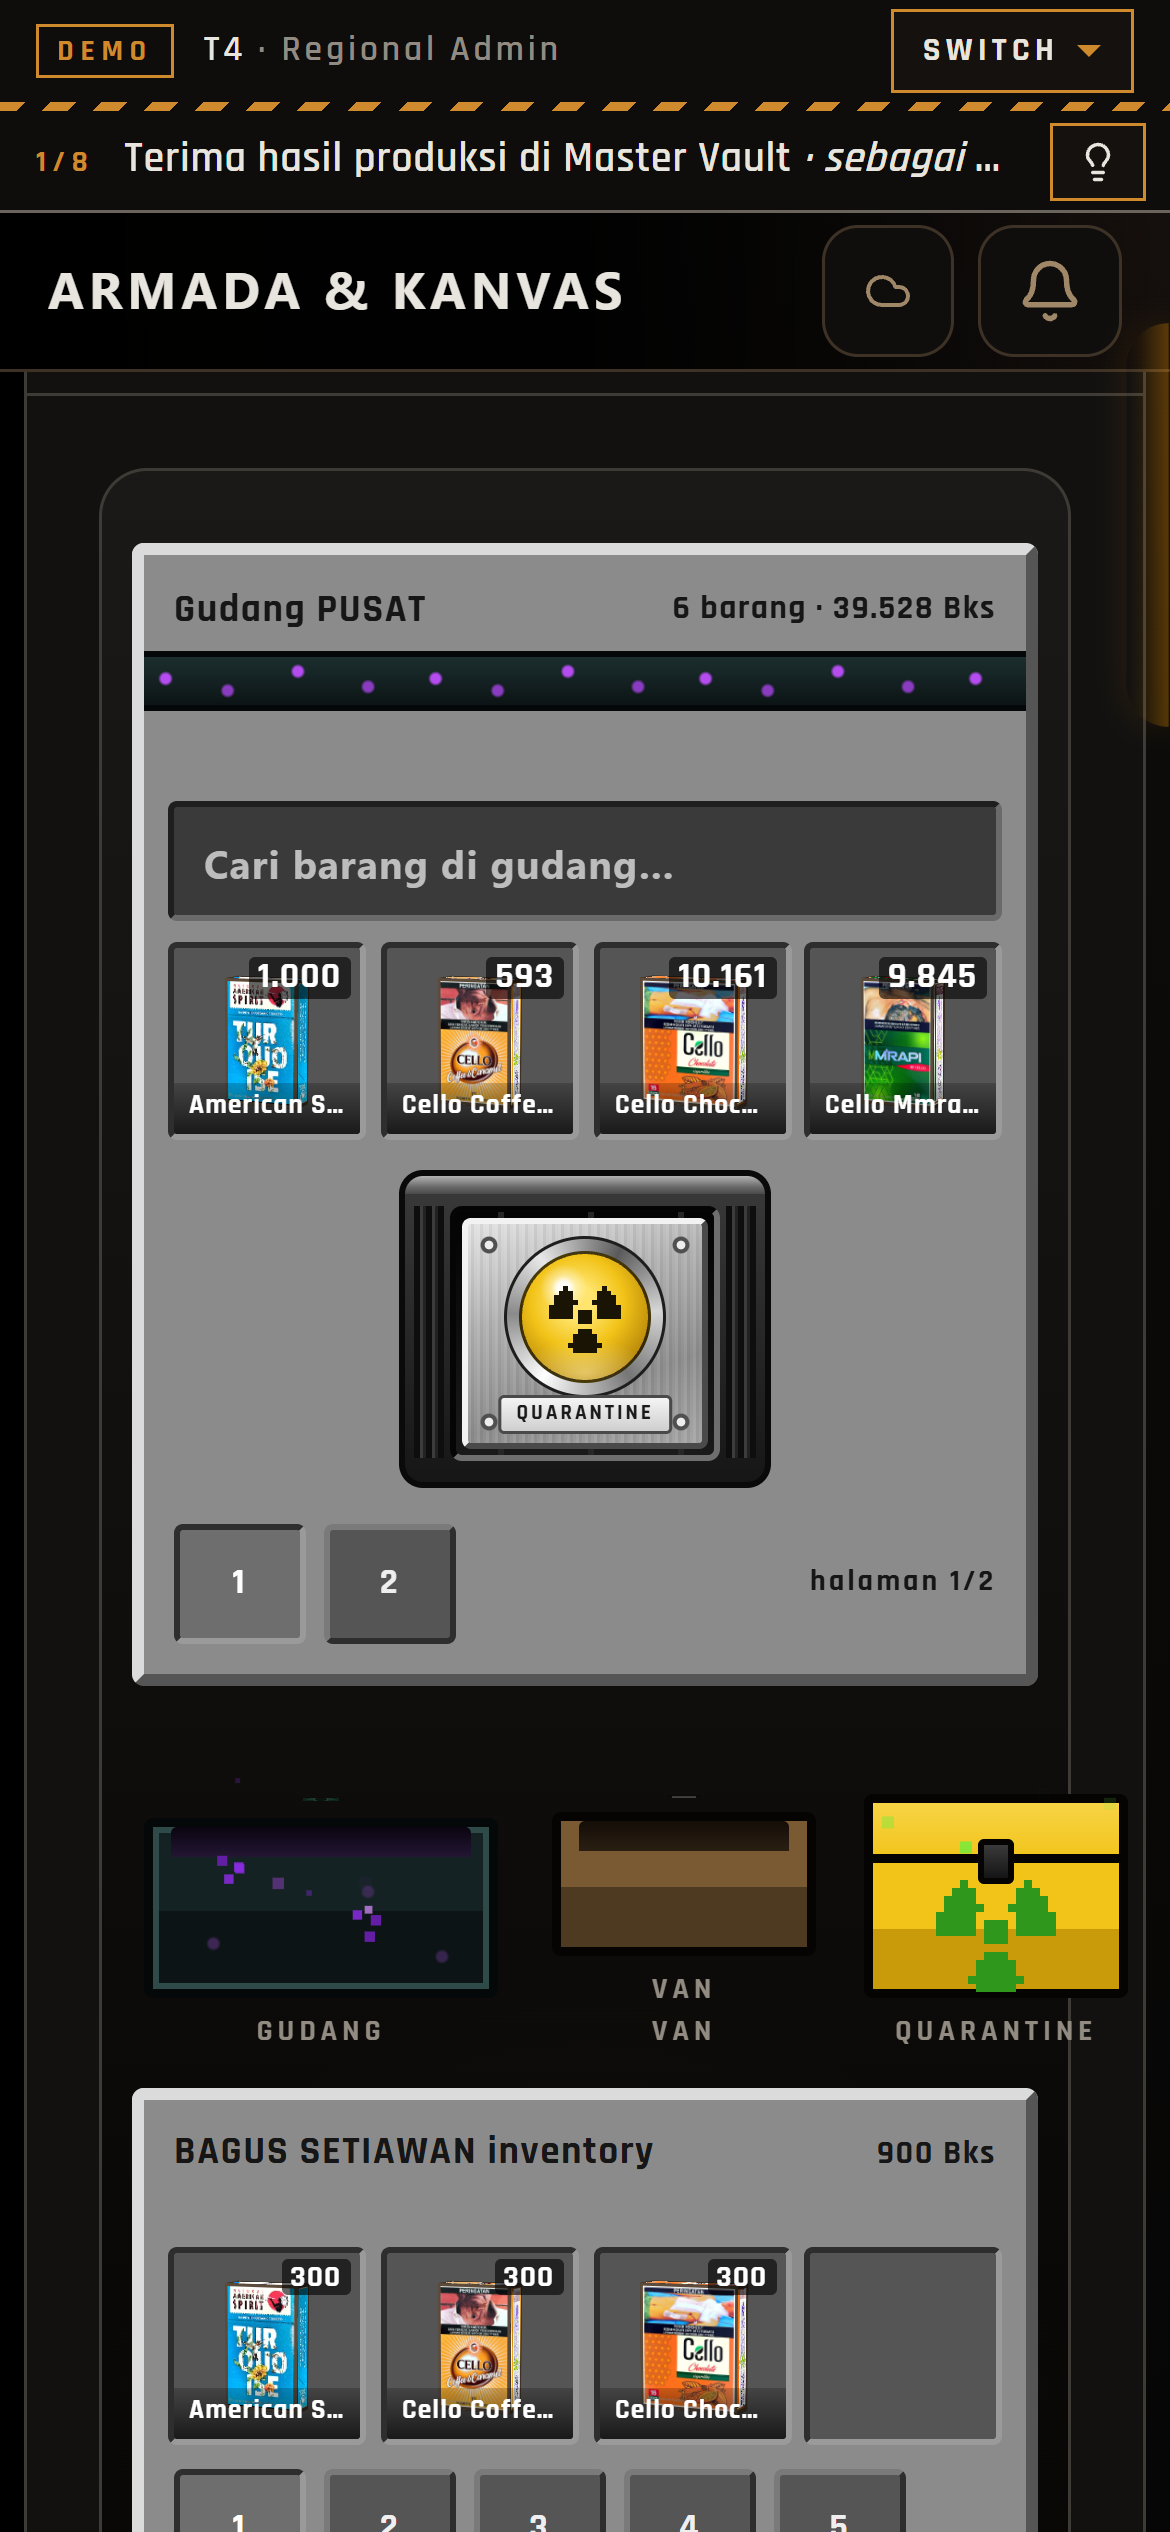 DEMO T4 · Regional Admin SWITCH
1/8 Terima hasil produksi di Master Vault · sebagai ...
ARMADA & KANVAS
Gudang PUSAT 6 barang · 39.528 Bks
Cari barang di gudang...
1.000 593 10.161 9.845
American S... Cello Coffe... Cello Choc... Cello Mmra...
QUARANTINE
1 2 halaman 1/2
VAN
GUDANG VAN QUARANTINE
BAGUS SETIAWAN inventory 900 Bks
300 300 300
American S... Cello Coffe... Cello Choc...
1 2 3 4 5